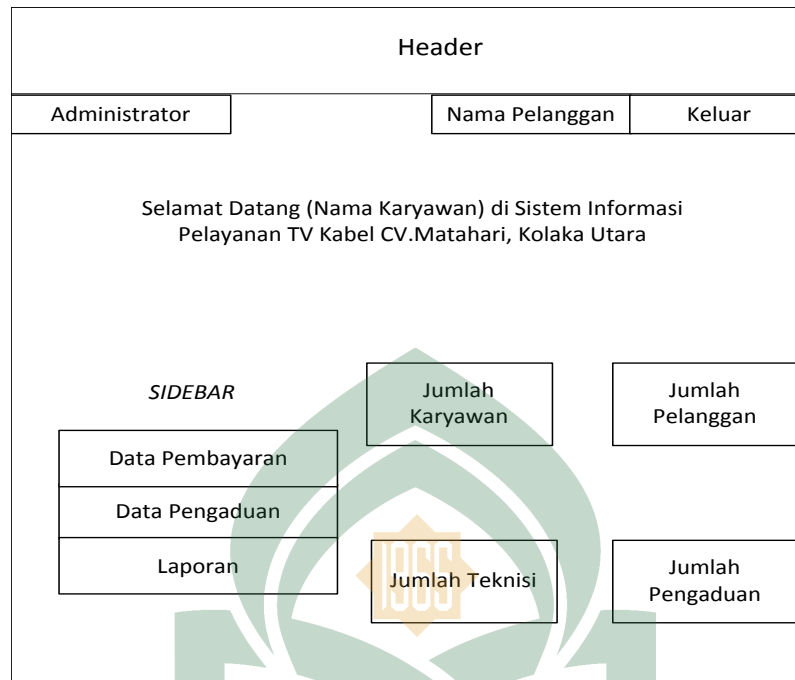 Header
Administrator
Nama Pelanggan
Keluar
Selamat Datang (Nama Karyawan) di Sistem Informasi
Pelayanan TV Kabel CV.Matahari, Kolaka Utara
SIDEBAR
Data Pembayaran
Data Pengaduan
Laporan
Jumlah
Karyawan
Jumlah
Pelanggan
Jumlah Teknisi
Jumlah
Pengaduan
1965